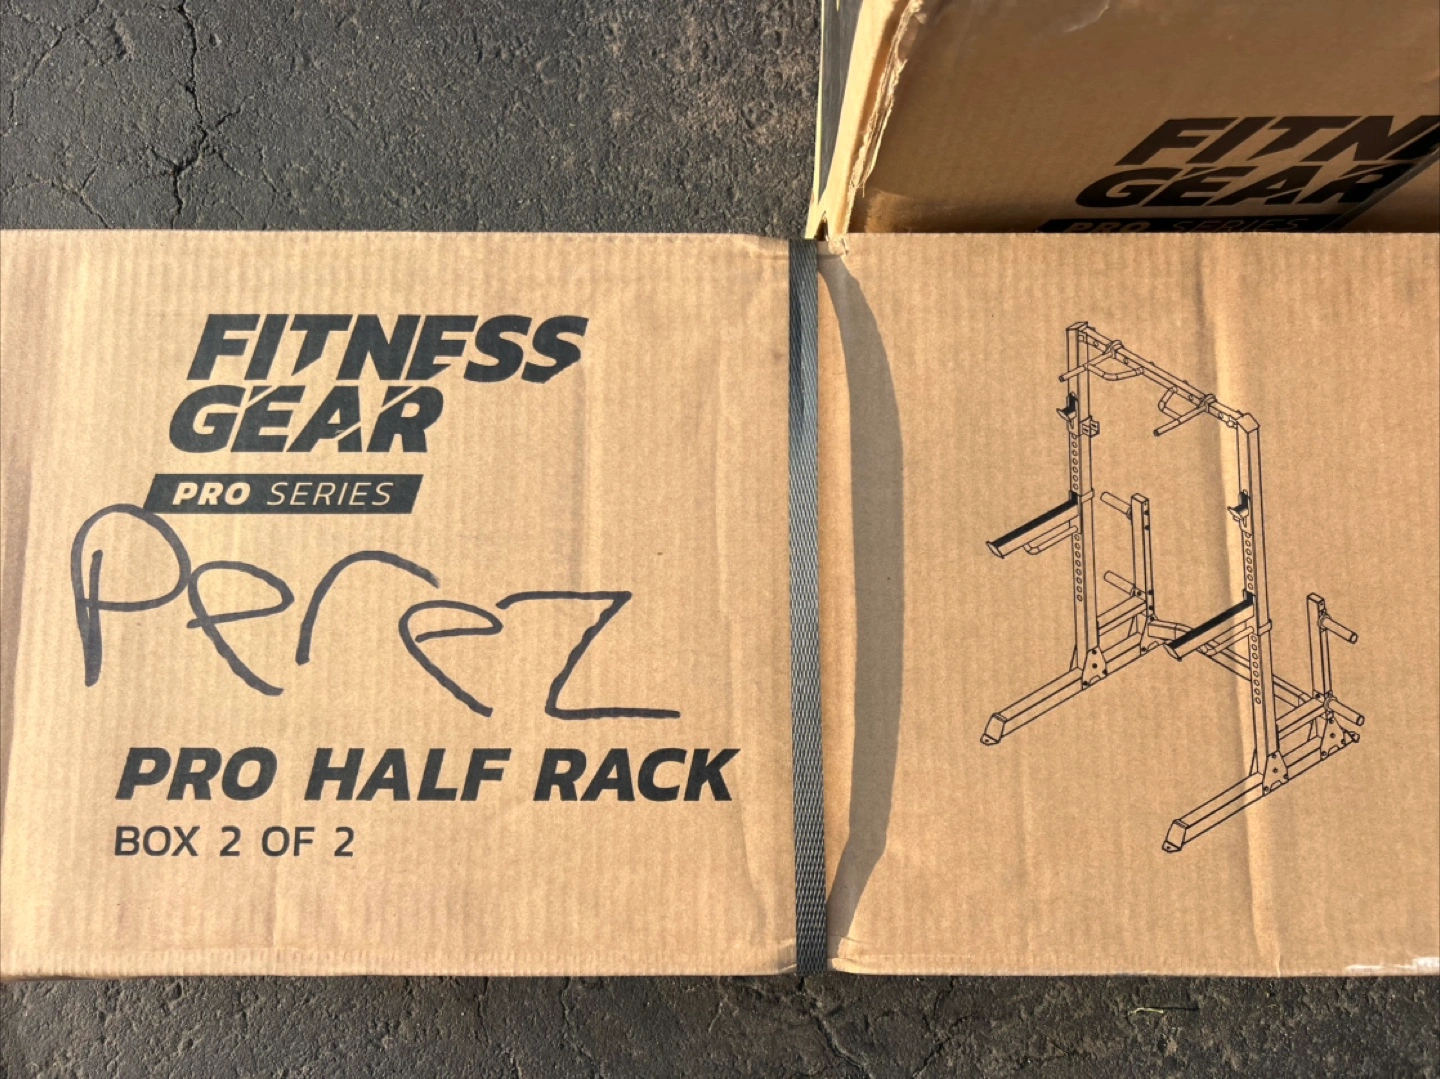 FITNESS
GEAR
PRO SERIES
Perez
PRO HALF RACK
BOX 2 OF 2
FITN
GEAR
PRO SERIES